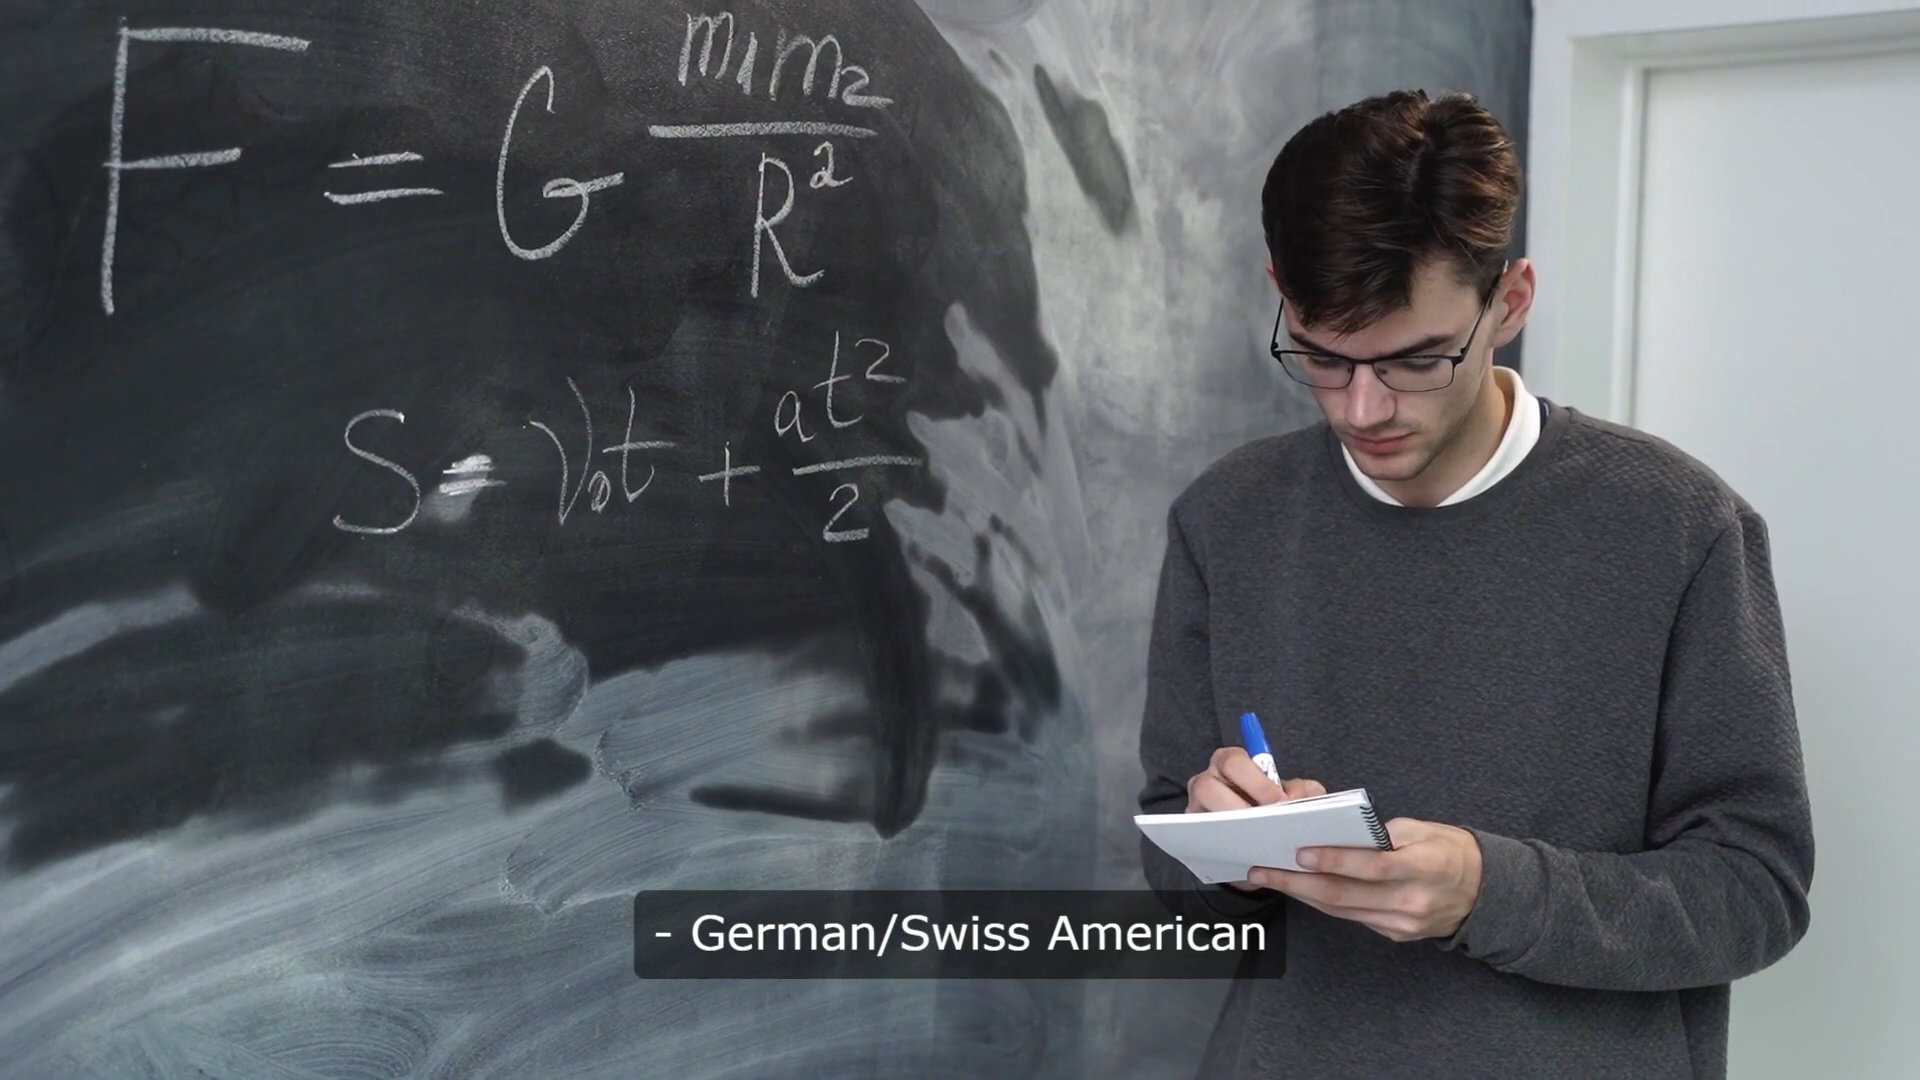 F = G m₁m₂ / R²
S = V₀t + at² / 2
- German/Swiss American